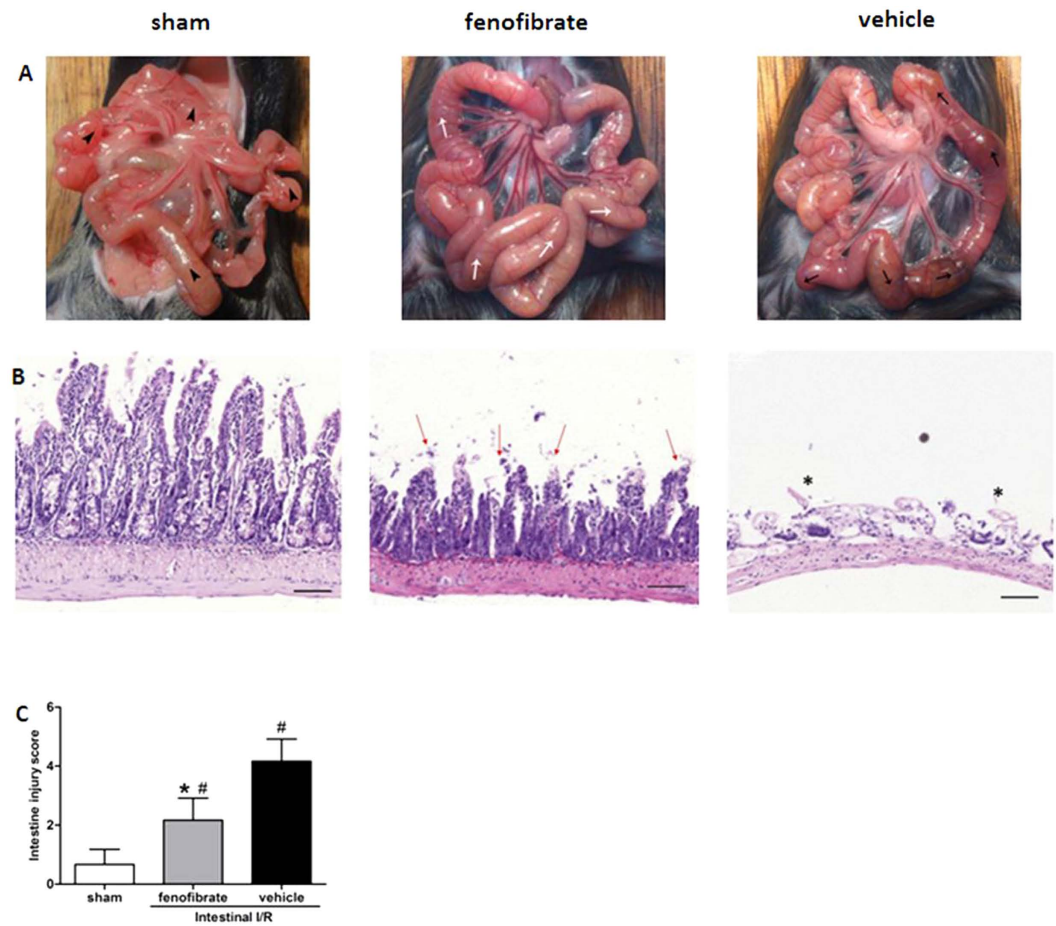 sham fenofibrate vehicle
A
B
* *
C
6
#
4
* #
2
0
Intestine injury score
sham fenofibrate vehicle
Intestinal I/R